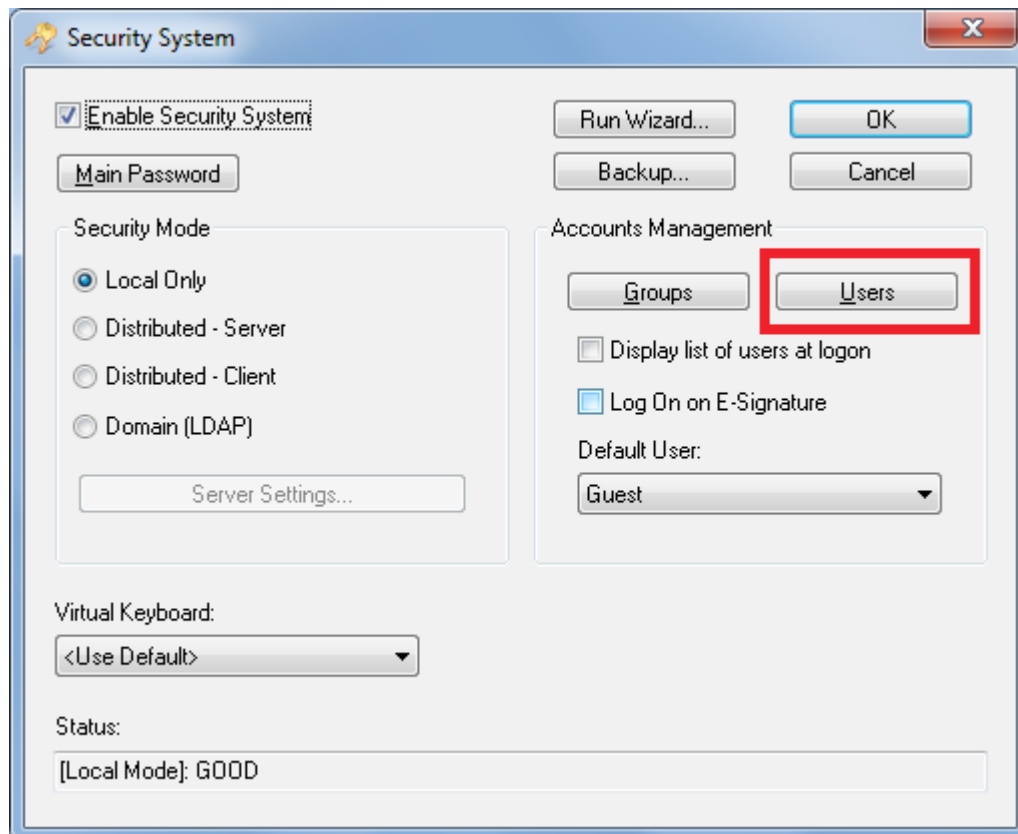 Security System
Enable Security System
Run Wizard...
OK
Main Password
Backup...
Cancel
Security Mode
Local Only
Distributed - Server
Distributed - Client
Domain (LDAP)
Server Settings...
Accounts Management
Groups
Users
Display list of users at logon
Log On on E-Signature
Default User:
Guest
Virtual Keyboard:
<Use Default>
Status:
[Local Mode]: GOOD